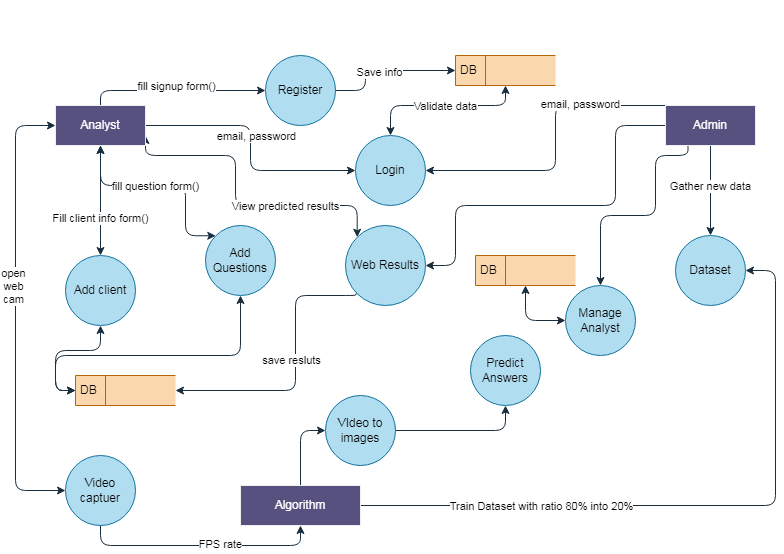 fill signup form()
Register
Save info
DB
Validate data
email, password
Analyst
email, password
Admin
Login
fill question form()
Gather new data
View predicted results
Fill client info form()
Add
Questions
Web Results
Dataset
DB
open
web
cam
Add client
Manage
Analyst
save resluts
Predict
Answers
DB
VIdeo to
images
Video
captuer
Algorithm
Train Dataset with ratio 80% into 20%
FPS rate